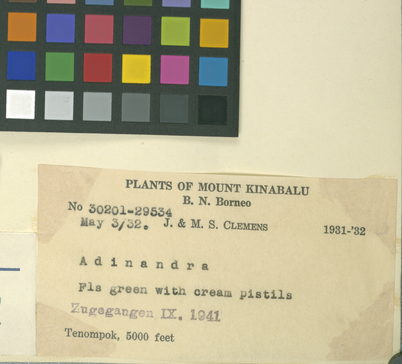 PLANTS OF MOUNT KINABALU
B. N. Borneo
No 30201-29534
May 3/32. J. & M. S. CLEMENS 1931-'32
Adinandra
Fls green with cream pistils
Zugegangen IX. 1941
Tenompok, 5000 feet